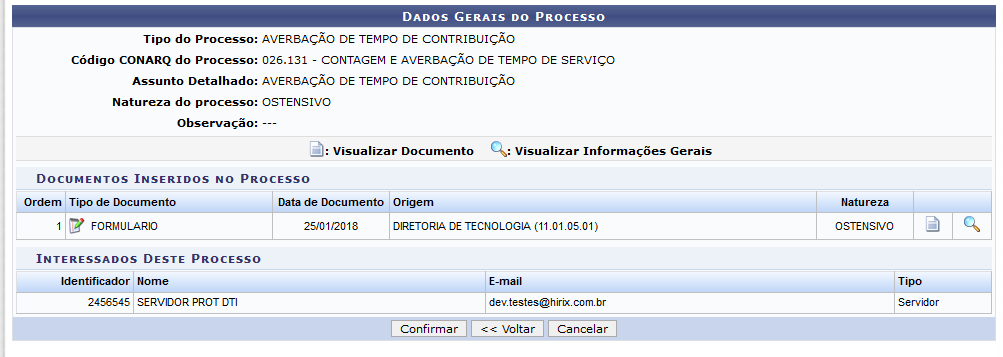 DADOS GERAIS DO PROCESSO
Tipo do Processo: AVERBAÇÃO DE TEMPO DE CONTRIBUIÇÃO
Código CONARQ do Processo: 026.131 - CONTAGEM E AVERBAÇÃO DE TEMPO DE SERVIÇO
Assunto Detalhado: AVERBAÇÃO DE TEMPO DE CONTRIBUIÇÃO
Natureza do processo: OSTENSIVO
Observação: ---
: Visualizar Documento : Visualizar Informações Gerais
DOCUMENTOS INSERIDOS NO PROCESSO
Ordem Tipo de Documento Data de Documento Origem Natureza
1 FORMULARIO 25/01/2018 DIRETORIA DE TECNOLOGIA (11.01.05.01) OSTENSIVO
INTERESSADOS DESTE PROCESSO
Identificador Nome E-mail Tipo
2456545 SERVIDOR PROT DTI dev.testes@hirix.com.br Servidor
Confirmar << Voltar Cancelar